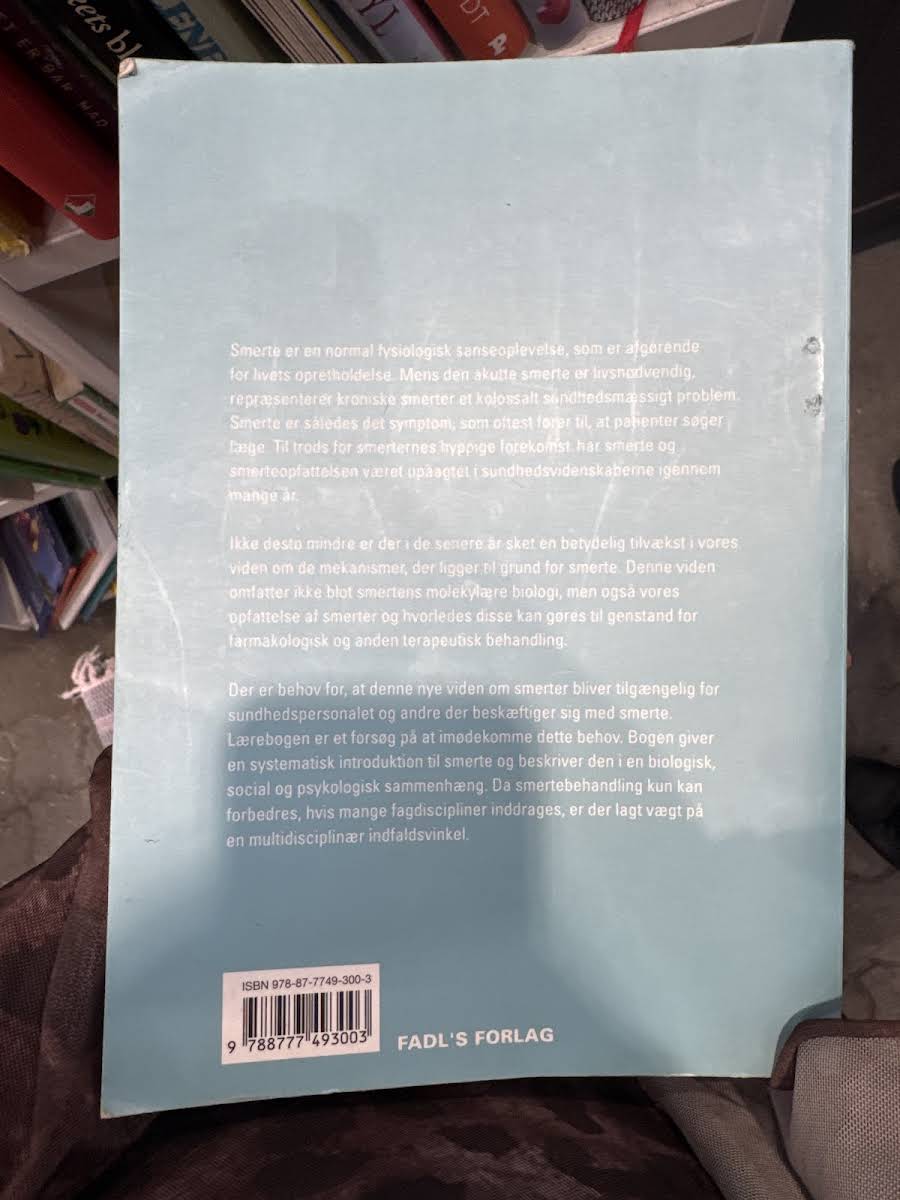 eets bl
T ER BAR MAD
ENE
YL
DT
Smerte er en normal fysiologisk sanseoplevelse, som er afgørende
for livets opretholdelse. Mens den akutte smerte er livsnødvendig,
repræsenterer kroniske smerter et kolossalt sundhedsmæssigt problem.
Smerte er således det symptom, som oftest fører til, at patienter søger
læge. Til trods for smerternes hyppige forekomst har smerte og
smerteopfattelsen været upåagtet i sundhedsvidenskaberne igennem
mange år.
Ikke desto mindre er der i de senere år sket en betydelig tilvækst i vores
viden om de mekanismer, der ligger til grund for smerte. Denne viden
omfatter ikke blot smertens molekylære biologi, men også vores
opfattelse af smerter og hvorledes disse kan gøres til genstand for
farmakologisk og anden terapeutisk behandling.
Der er behov for, at denne nye viden om smerter bliver tilgængelig for
sundhedspersonalet og andre der beskæftiger sig med smerte.
Lærebogen er et forsøg på at imødekomme dette behov. Bogen giver
en systematisk introduktion til smerte og beskriver den i en biologisk,
social og psykologisk sammenhæng. Da smertebehandling kun kan
forbedres, hvis mange fagdiscipliner inddrages, er der lagt vægt på
en multidisciplinær indfaldsvinkel.
ISBN 978-87-7749-300-3
9 788777 493003
FADL'S FORLAG